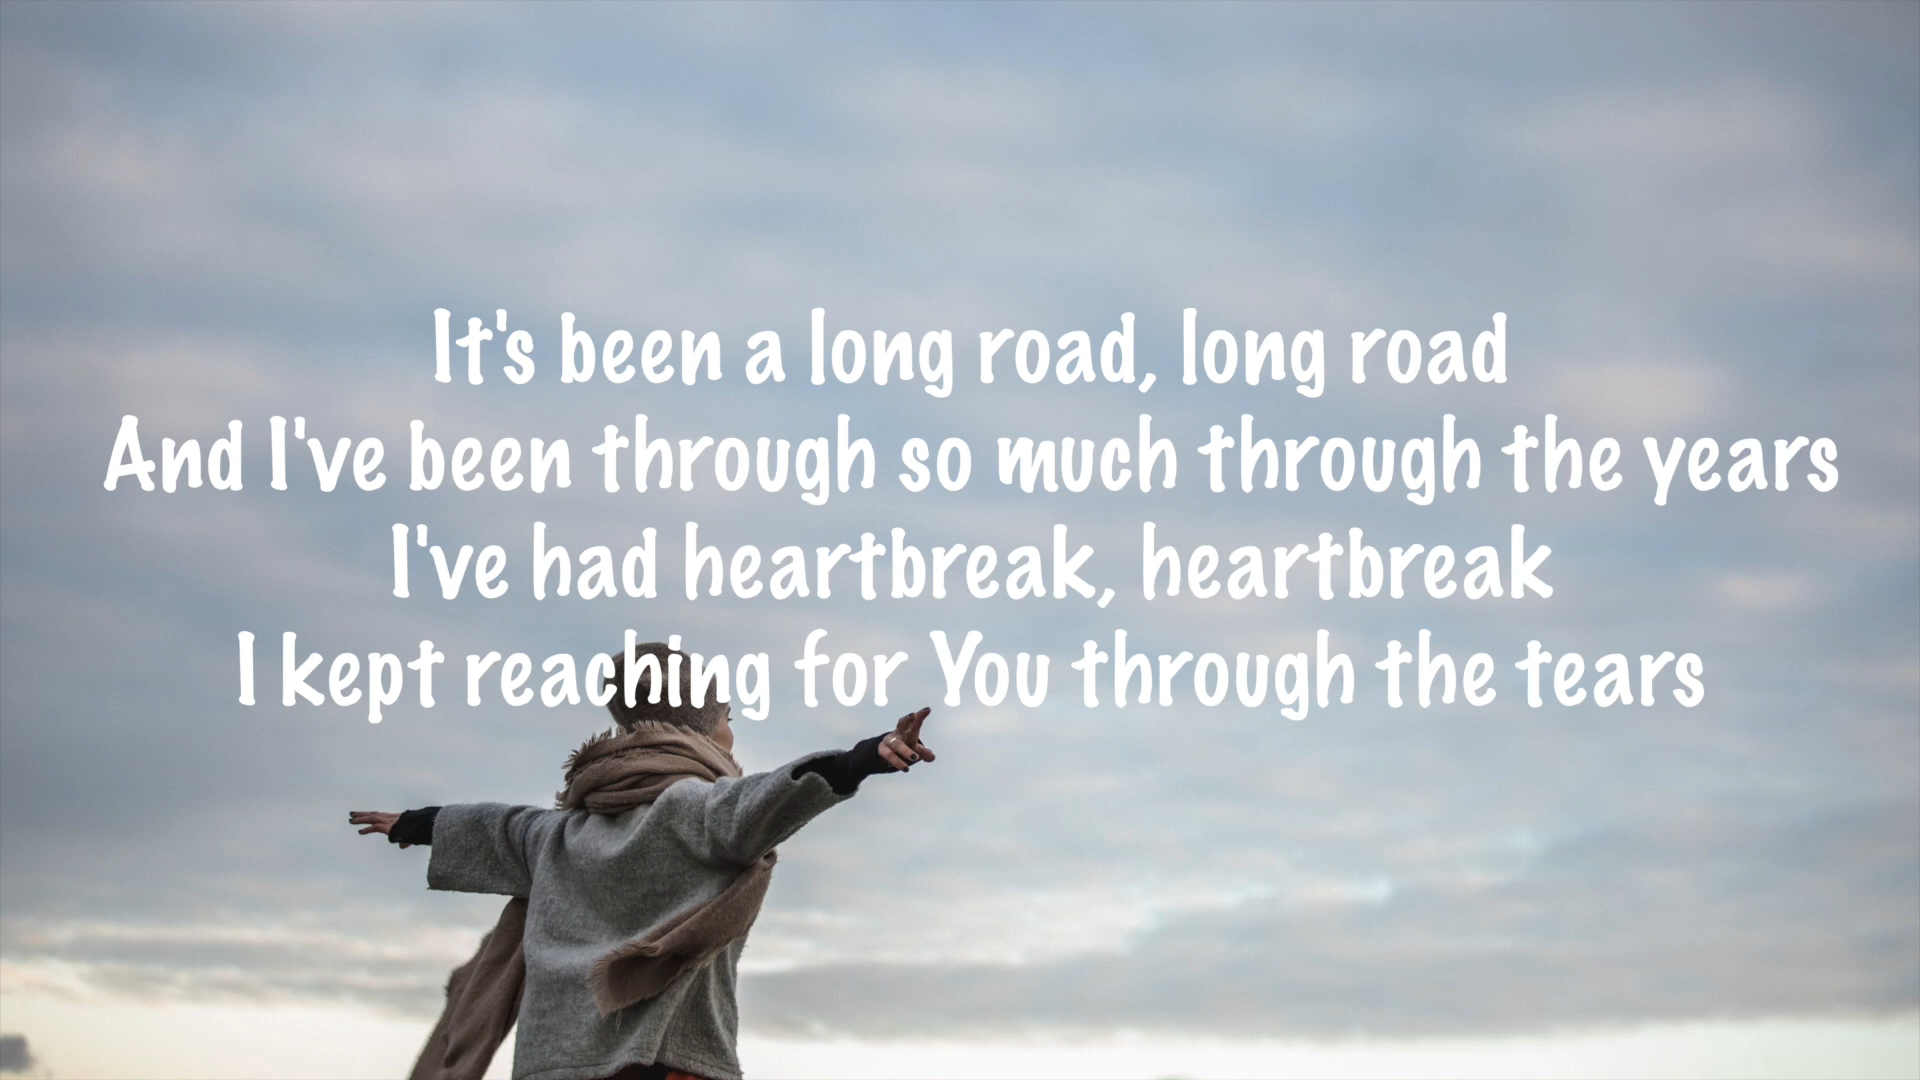 It's been a long road, long road
And I've been through so much through the years
I've had heartbreak, heartbreak
I kept reaching for You through the tears